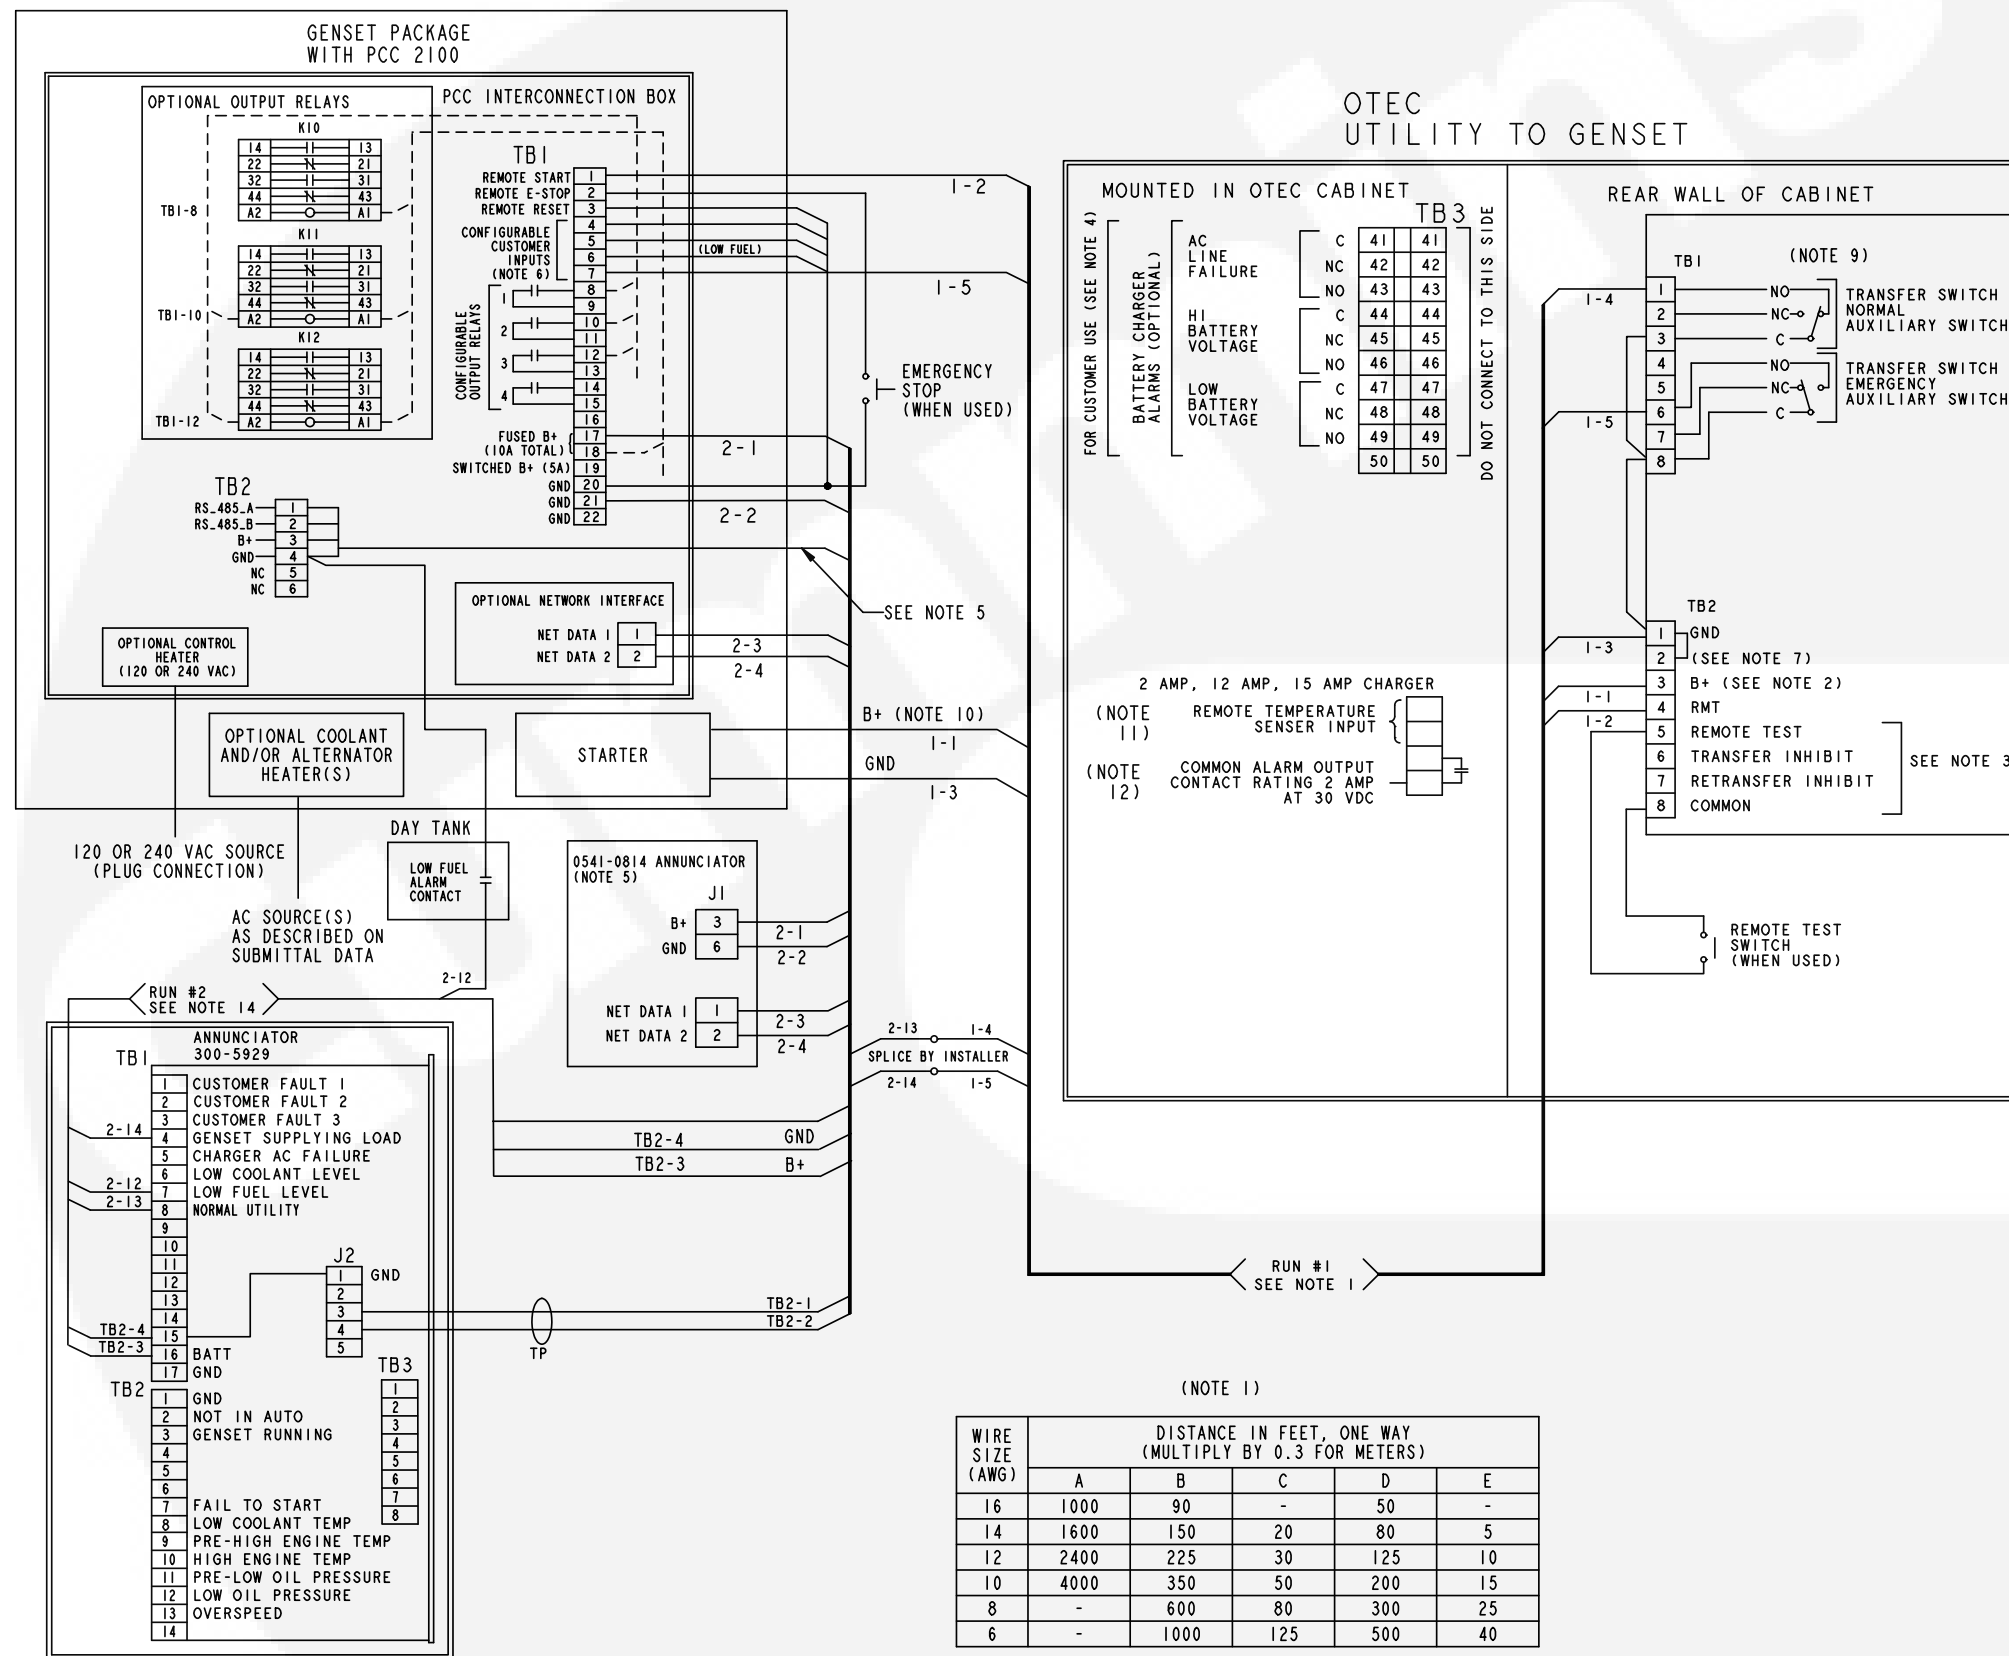 GENSET PACKAGE
WITH PCC 2100
OPTIONAL OUTPUT RELAYS
PCC INTERCONNECTION BOX
K10
14 13
22 21
32 31
44 43
TB1-8 A2 A1
K11
14 13
22 21
32 31
44 43
TB1-10 A2 A1
K12
14 13
22 21
32 31
44 43
TB1-12 A2 A1
TB1
REMOTE START 1
REMOTE E-STOP 2
REMOTE RESET 3
CONFIGURABLE
CUSTOMER
INPUTS
(NOTE 6)
4
5
6
7
(LOW FUEL)
CONFIGURABLE
OUTPUT RELAYS
1
2
3
4
8
9
10
11
12
13
14
15
16
FUSED B+ 17
(10A TOTAL) 18
SWITCHED B+ (5A) 19
GND 20
GND 21
GND 22
1-2
1-5
2-1
2-2
EMERGENCY
STOP
(WHEN USED)
TB2
RS_485_A 1
RS_485_B 2
B+ 3
GND 4
NC 5
NC 6
SEE NOTE 5
OPTIONAL NETWORK INTERFACE
NET DATA 1 1
NET DATA 2 2
2-3
2-4
OPTIONAL CONTROL
HEATER
(120 OR 240 VAC)
OPTIONAL COOLANT
AND/OR ALTERNATOR
HEATER(S)
STARTER
B+ (NOTE 10)
1-1
GND
1-3
120 OR 240 VAC SOURCE
(PLUG CONNECTION)
AC SOURCE(S)
AS DESCRIBED ON
SUBMITTAL DATA
DAY TANK
LOW FUEL
ALARM
CONTACT
2-12
0541-0814 ANNUNCIATOR
(NOTE 5)
J1
B+ 3
2-1
GND 6
2-2
NET DATA 1 1
2-3
NET DATA 2 2
2-4
RUN #2
SEE NOTE 14
2-13 1-4
SPLICE BY INSTALLER
2-14 1-5
TB2-4 GND
TB2-3 B+
ANNUNCIATOR
300-5929
TB1
1 CUSTOMER FAULT 1
2 CUSTOMER FAULT 2
3 CUSTOMER FAULT 3
2-14 4 GENSET SUPPLYING LOAD
5 CHARGER AC FAILURE
6 LOW COOLANT LEVEL
2-12 7 LOW FUEL LEVEL
2-13 8 NORMAL UTILITY
9
10
11
12
13
14
TB2-4 15
TB2-3 16 BATT
17 GND
J2
1 GND
2
3
4
5
TB2-1
TB2-2
TP
TB2
1 GND
2 NOT IN AUTO
3 GENSET RUNNING
4
5
6
7 FAIL TO START
8 LOW COOLANT TEMP
9 PRE-HIGH ENGINE TEMP
10 HIGH ENGINE TEMP
11 PRE-LOW OIL PRESSURE
12 LOW OIL PRESSURE
13 OVERSPEED
14
TB3
1
2
3
4
5
6
7
8
OTEC
UTILITY TO GENSET
MOUNTED IN OTEC CABINET
TB3
FOR CUSTOMER USE (SEE NOTE 4)
BATTERY CHARGER
ALARMS (OPTIONAL)
AC
LINE
FAILURE
HI
BATTERY
VOLTAGE
LOW
BATTERY
VOLTAGE
C 41 41
NC 42 42
NO 43 43
C 44 44
NC 45 45
NO 46 46
C 47 47
NC 48 48
NO 49 49
50 50
DO NOT CONNECT TO THIS SIDE
2 AMP, 12 AMP, 15 AMP CHARGER
(NOTE
11)
REMOTE TEMPERATURE
SENSER INPUT
(NOTE
12)
COMMON ALARM OUTPUT
CONTACT RATING 2 AMP
AT 30 VDC
REAR WALL OF CABINET
TB1
(NOTE 9)
1-4
1-5
1
2
3
4
5
6
7
8
NO
NC
C
TRANSFER SWITCH
NORMAL
AUXILIARY SWITCH
NO
NC
C
TRANSFER SWITCH
EMERGENCY
AUXILIARY SWITCH
TB2
1-3
1-1
1-2
1 GND
2 (SEE NOTE 7)
3 B+ (SEE NOTE 2)
4 RMT
5 REMOTE TEST
6 TRANSFER INHIBIT
7 RETRANSFER INHIBIT
8 COMMON
SEE NOTE 3
REMOTE TEST
SWITCH
(WHEN USED)
RUN #1
SEE NOTE 1
(NOTE 1)
WIRE
SIZE
(AWG)
DISTANCE IN FEET, ONE WAY
(MULTIPLY BY 0.3 FOR METERS)
A B C D E
16 1000 90 - 50 -
14 1600 150 20 80 5
12 2400 225 30 125 10
10 4000 350 50 200 15
8 - 600 80 300 25
6 - 1000 125 500 40